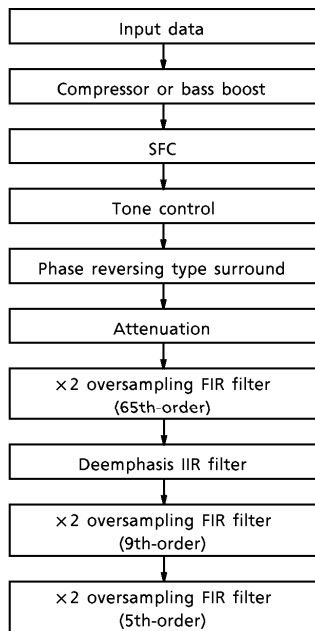 Input data
Compressor or bass boost
SFC
Tone control
Phase reversing type surround
Attenuation
×2 oversampling FIR filter
(65th-order)
Deemphasis IIR filter
×2 oversampling FIR filter
(9th-order)
×2 oversampling FIR filter
(5th-order)